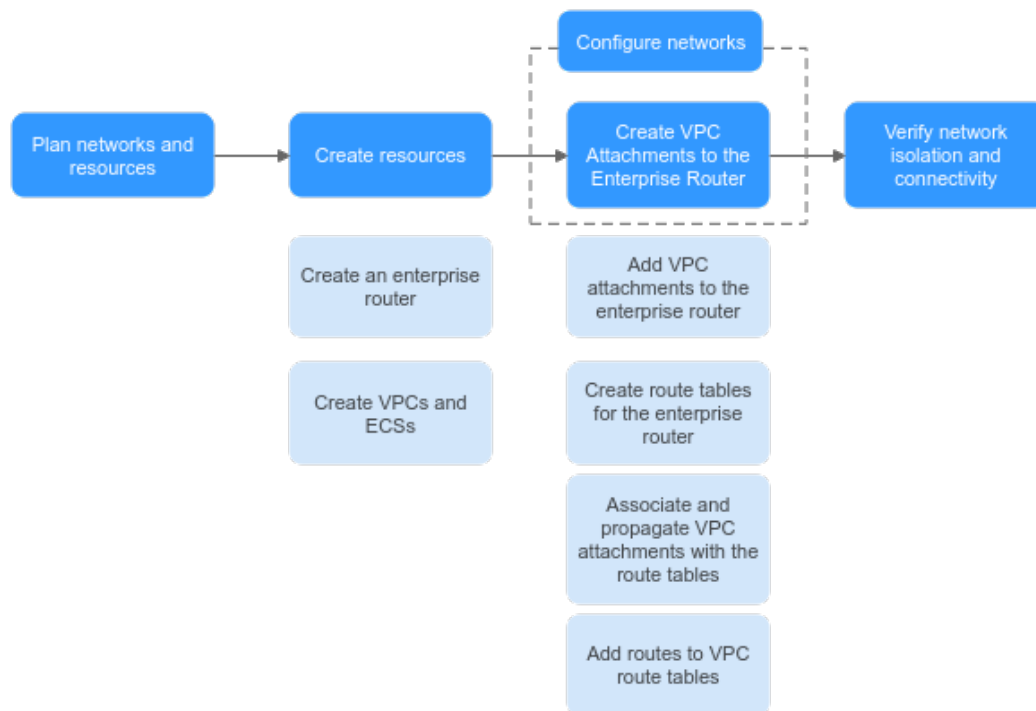 Configure networks
Plan networks and
resources
Create resources
Create VPC
Attachments to the
Enterprise Router
Verify network
isolation and
connectivity
Create an enterprise
router
Add VPC
attachments to the
enterprise router
Create VPCs and
ECSs
Create route tables
for the enterprise
router
Associate and
propagate VPC
attachments with the
route tables
Add routes to VPC
route tables